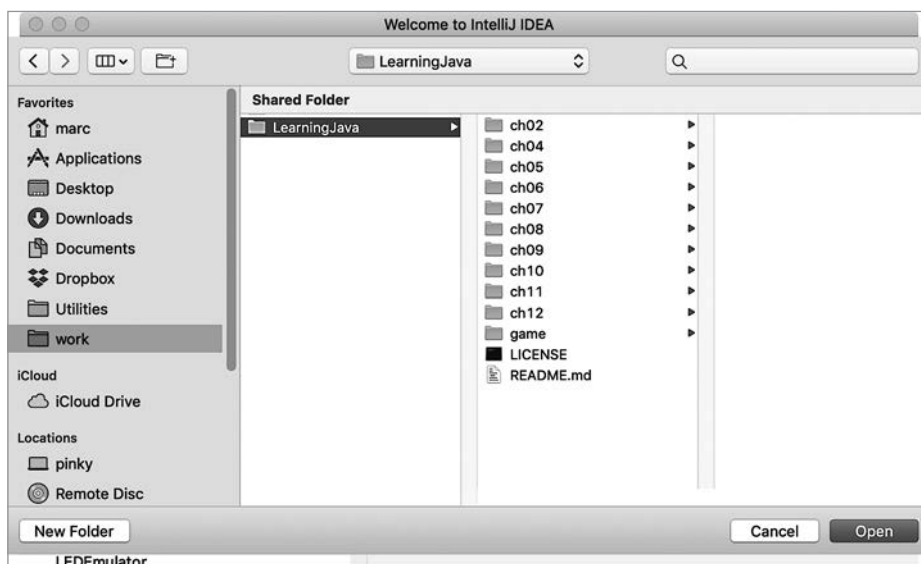 Welcome to IntelliJ IDEA
LearningJava
Favorites
marc
Applications
Desktop
Downloads
Documents
Dropbox
Utilities
work
iCloud
iCloud Drive
Locations
pinky
Remote Disc
Shared Folder
LearningJava
ch02
ch04
ch05
ch06
ch07
ch08
ch09
ch10
ch11
ch12
game
LICENSE
README.md
New Folder
Cancel
Open
LEDEmulator